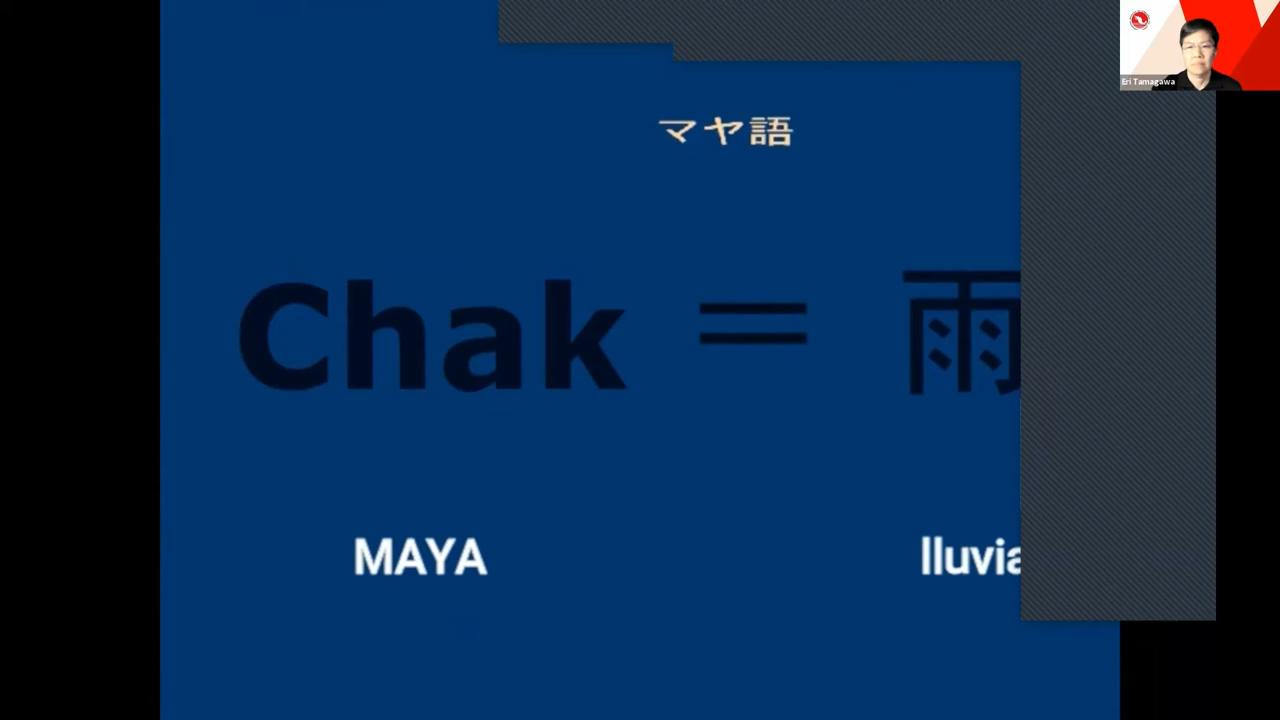 Eri Tamagawa
マヤ語
Chak = 雨
MAYA
lluvia